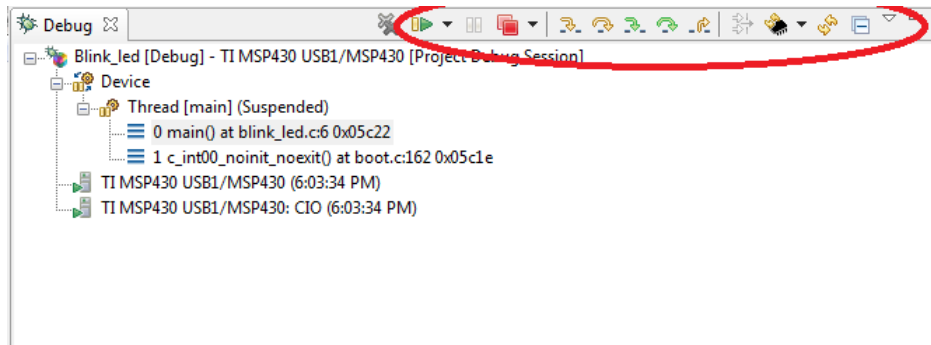 Debug
Blink_led [Debug] - TI MSP430 USB1/MSP430 [Project Debug Session]
Device
Thread [main] (Suspended)
0 main() at blink_led.c:6 0x05c22
1 c_int00_noinit_noexit() at boot.c:162 0x05c1e
TI MSP430 USB1/MSP430 (6:03:34 PM)
TI MSP430 USB1/MSP430: CIO (6:03:34 PM)